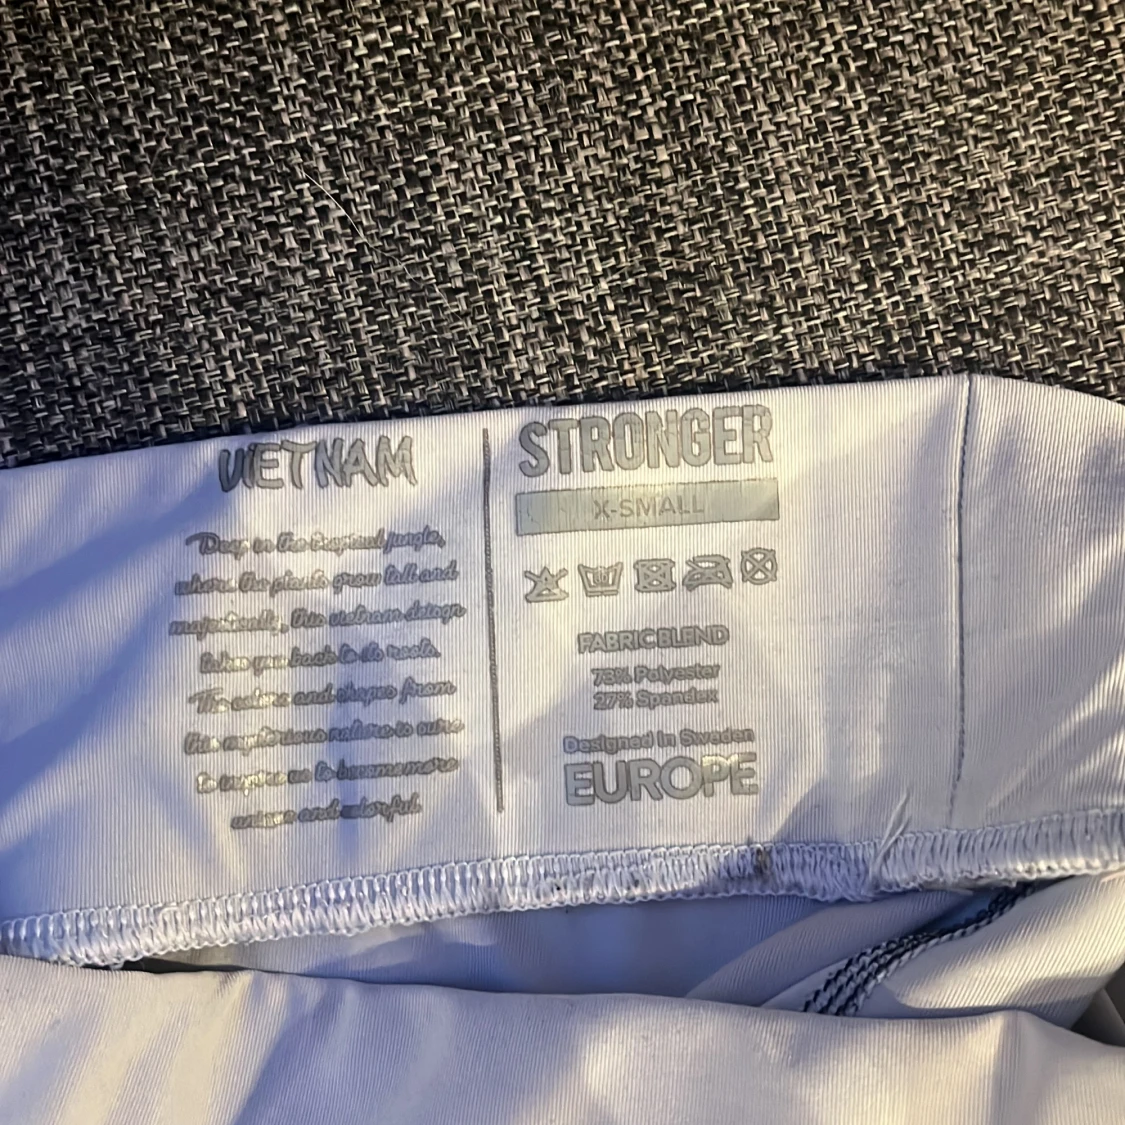 VIETNAM
Deep in the tropical jungle,
where the plants grow tall and
majestically, this vietnam design
takes you back to its roots.
The colors and shapes from
this mysterious nature is sure
to inspire us to become more
unique and colorful.
STRONGER
X-SMALL
FABRIC BLEND
73% Polyester
27% Spandex
Designed in Sweden
EUROPE